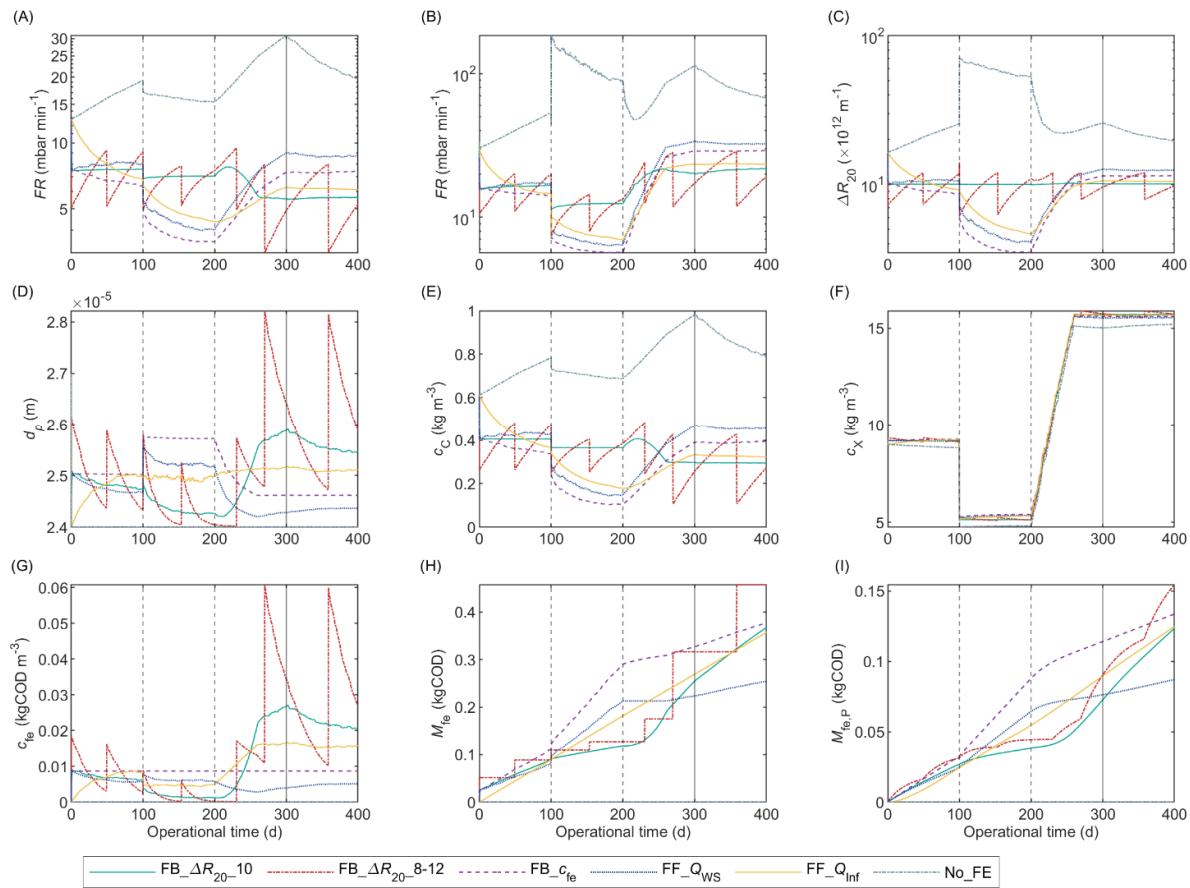 (A)
(B)
(C)
FR (mbar min⁻¹)
30
25
20
15
10
5
0 100 200 300 400
FR (mbar min⁻¹)
10²
10¹
0 100 200 300 400
ΔR₂₀ (×10¹² m⁻¹)
10²
10¹
0 100 200 300 400
(D)
(E)
(F)
×10⁻⁵
dₚ (m)
2.8
2.7
2.6
2.5
2.4
0 100 200 300 400
c_C (kg m⁻³)
1
0.8
0.6
0.4
0.2
0
0 100 200 300 400
c_X (kg m⁻³)
15
10
5
0 100 200 300 400
(G)
(H)
(I)
c_fe (kgCOD m⁻³)
0.06
0.05
0.04
0.03
0.02
0.01
0
0 100 200 300 400
Operational time (d)
M_fe (kgCOD)
0.4
0.3
0.2
0.1
0
0 100 200 300 400
Operational time (d)
M_fe,P (kgCOD)
0.15
0.1
0.05
0
0 100 200 300 400
Operational time (d)
FB_ΔR₂₀_10 FB_ΔR₂₀_8-12 FB_c_fe FF_Q_WS FF_Q_Inf No_FE